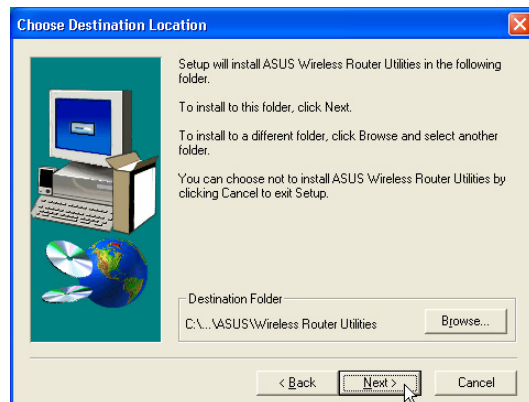 Choose Destination Location
Setup will install ASUS Wireless Router Utilities in the following
folder.
To install to this folder, click Next.
To install to a different folder, click Browse and select another
folder.
You can choose not to install ASUS Wireless Router Utilities by
clicking Cancel to exit Setup.
Destination Folder
C:\...\ASUS\Wireless Router Utilities
Browse...
< Back
Next >
Cancel